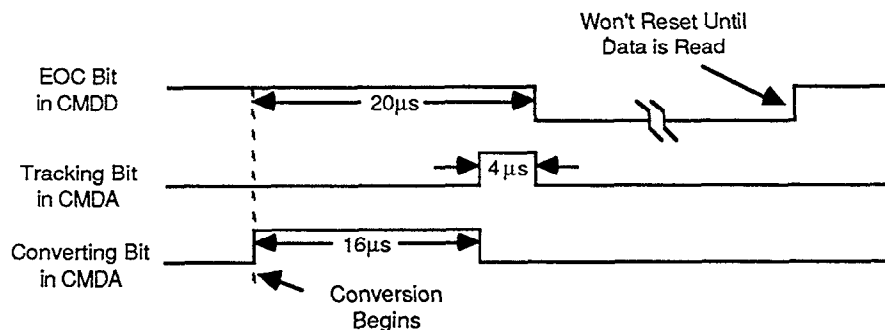 Won't Reset Until
Data is Read
EOC Bit
in CMDD
20μs
Tracking Bit
in CMDA
4μs
Converting Bit
in CMDA
16μs
Conversion
Begins